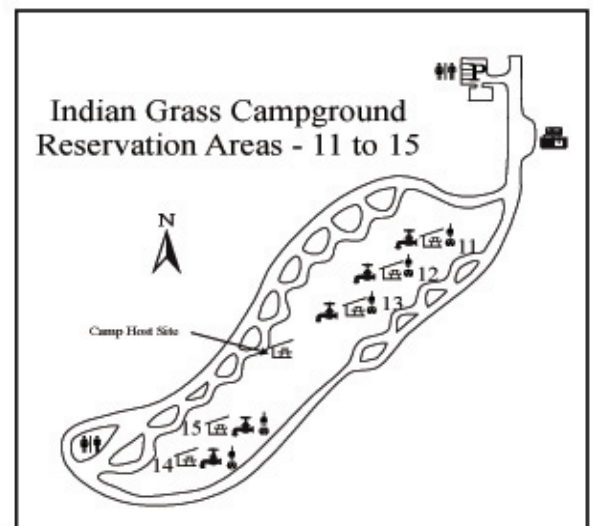 P
Indian Grass Campground
Reservation Areas - 11 to 15
N
11
12
13
Camp Host Site
15
14